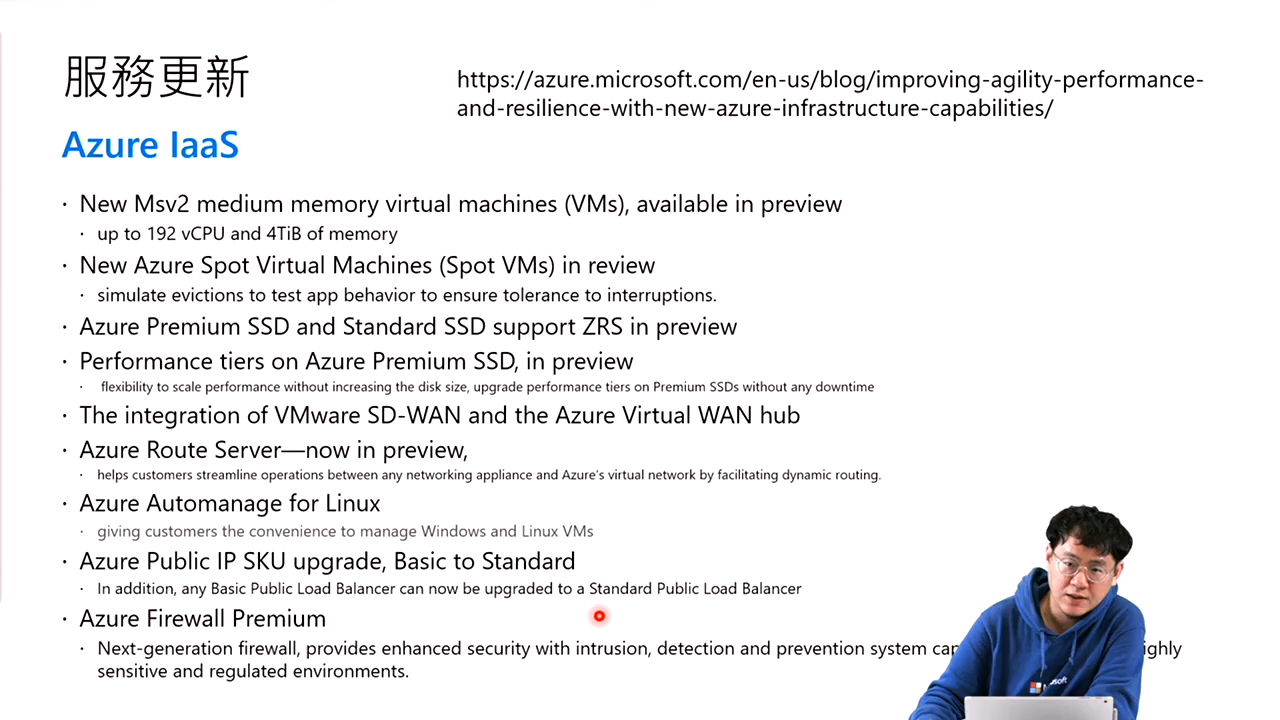 服務更新
https://azure.microsoft.com/en-us/blog/improving-agility-performance-
and-resilience-with-new-azure-infrastructure-capabilities/
Azure IaaS
· New Msv2 medium memory virtual machines (VMs), available in preview
· up to 192 vCPU and 4TiB of memory
· New Azure Spot Virtual Machines (Spot VMs) in review
· simulate evictions to test app behavior to ensure tolerance to interruptions.
· Azure Premium SSD and Standard SSD support ZRS in preview
· Performance tiers on Azure Premium SSD, in preview
· flexibility to scale performance without increasing the disk size, upgrade performance tiers on Premium SSDs without any downtime
· The integration of VMware SD-WAN and the Azure Virtual WAN hub
· Azure Route Server—now in preview,
· helps customers streamline operations between any networking appliance and Azure's virtual network by facilitating dynamic routing.
· Azure Automanage for Linux
· giving customers the convenience to manage Windows and Linux VMs
· Azure Public IP SKU upgrade, Basic to Standard
· In addition, any Basic Public Load Balancer can now be upgraded to a Standard Public Load Balancer
· Azure Firewall Premium
· Next-generation firewall, provides enhanced security with intrusion, detection and prevention system
sensitive and regulated environments.